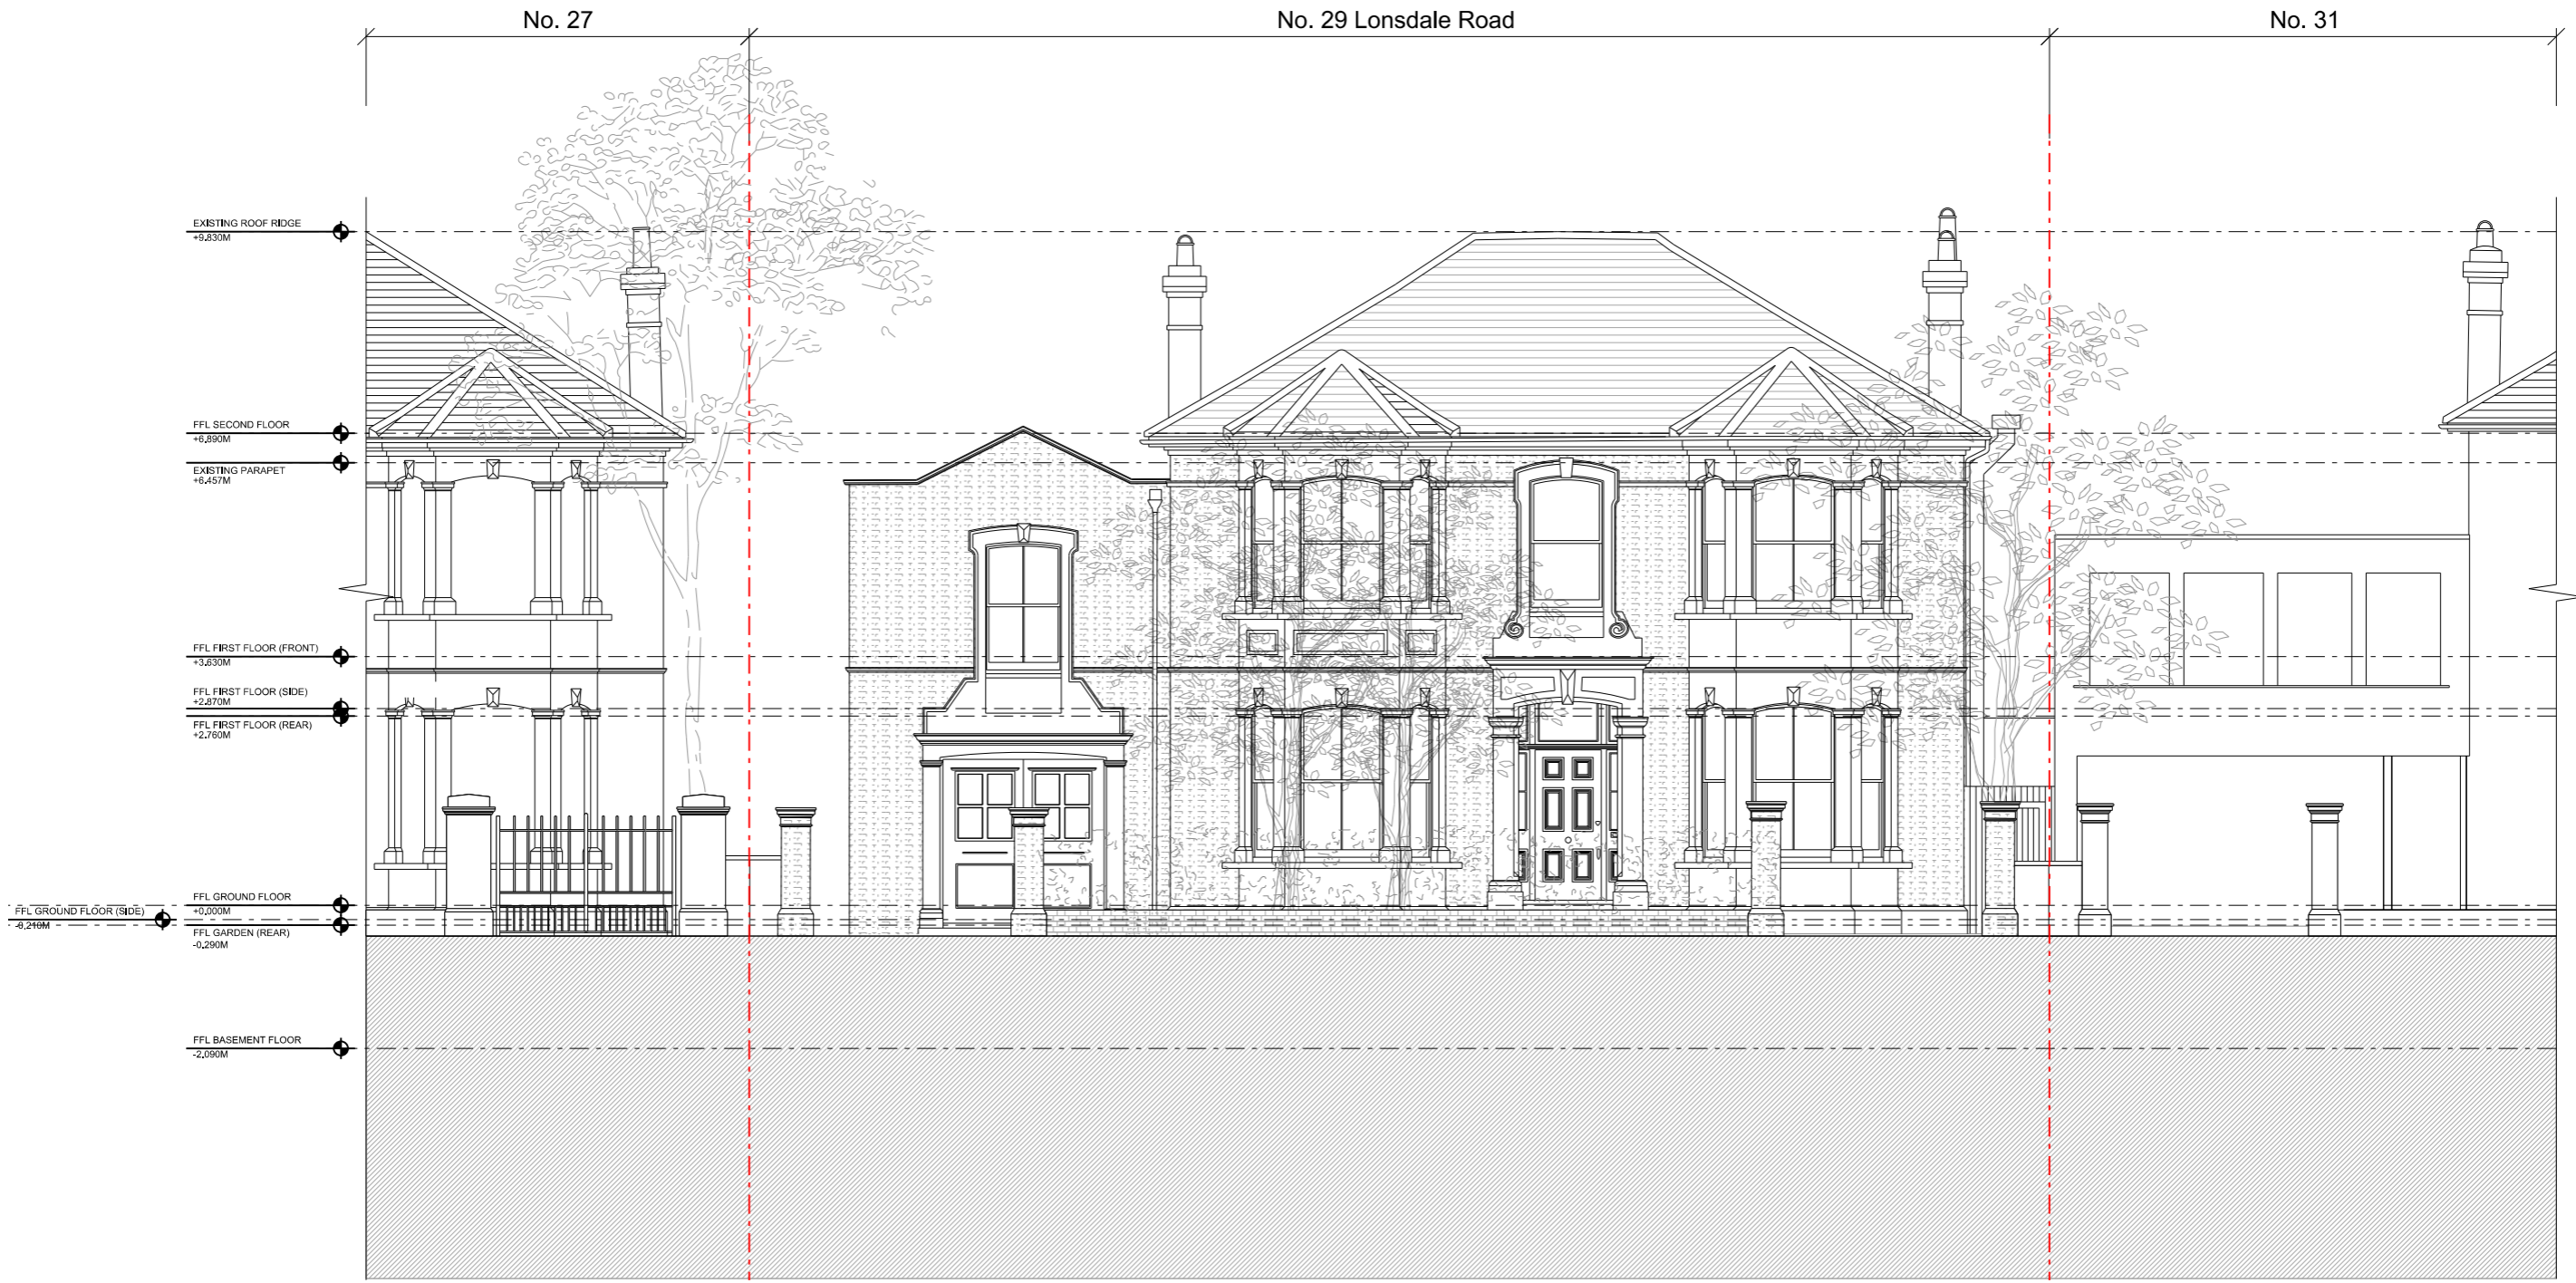 No. 27
No. 29 Lonsdale Road
No. 31
EXISTING ROOF RIDGE
+9.830M
FFL SECOND FLOOR
+6.890M
EXISTING PARAPET
+6.457M
FFL FIRST FLOOR (FRONT)
+3.630M
FFL FIRST FLOOR (SIDE)
+2.870M
FFL FIRST FLOOR (REAR)
+2.760M
FFL GROUND FLOOR
+0.000M
FFL GROUND FLOOR (SIDE)
-0.210M
FFL GARDEN (REAR)
-0.290M
FFL BASEMENT FLOOR
-2.090M